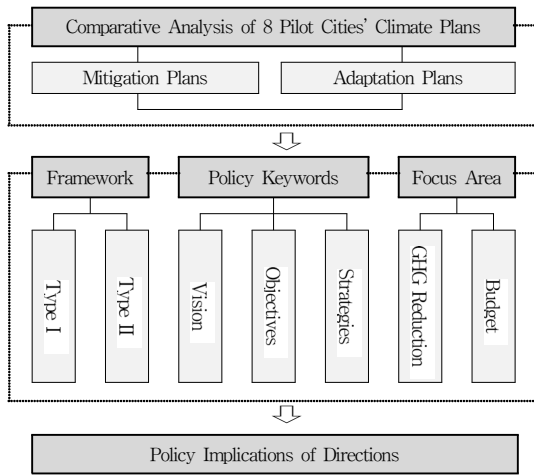 Comparative Analysis of 8 Pilot Cities' Climate Plans
Mitigation Plans
Adaptation Plans
Framework
Policy Keywords
Focus Area
Type I
Type II
Vision
Objectives
Strategies
GHG Reduction
Budget
Policy Implications of Directions